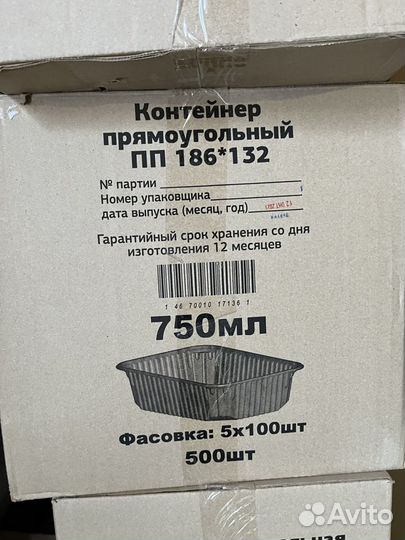 Контейнер
прямоугольный
ПП 186*132
№ партии
Номер упаковщика
дата выпуска (месяц, год)
Гарантийный срок хранения со дня
изготовления 12 месяцев
1 46 70010 17136 1
750мл
Фасовка: 5х100шт
500шт
Avito